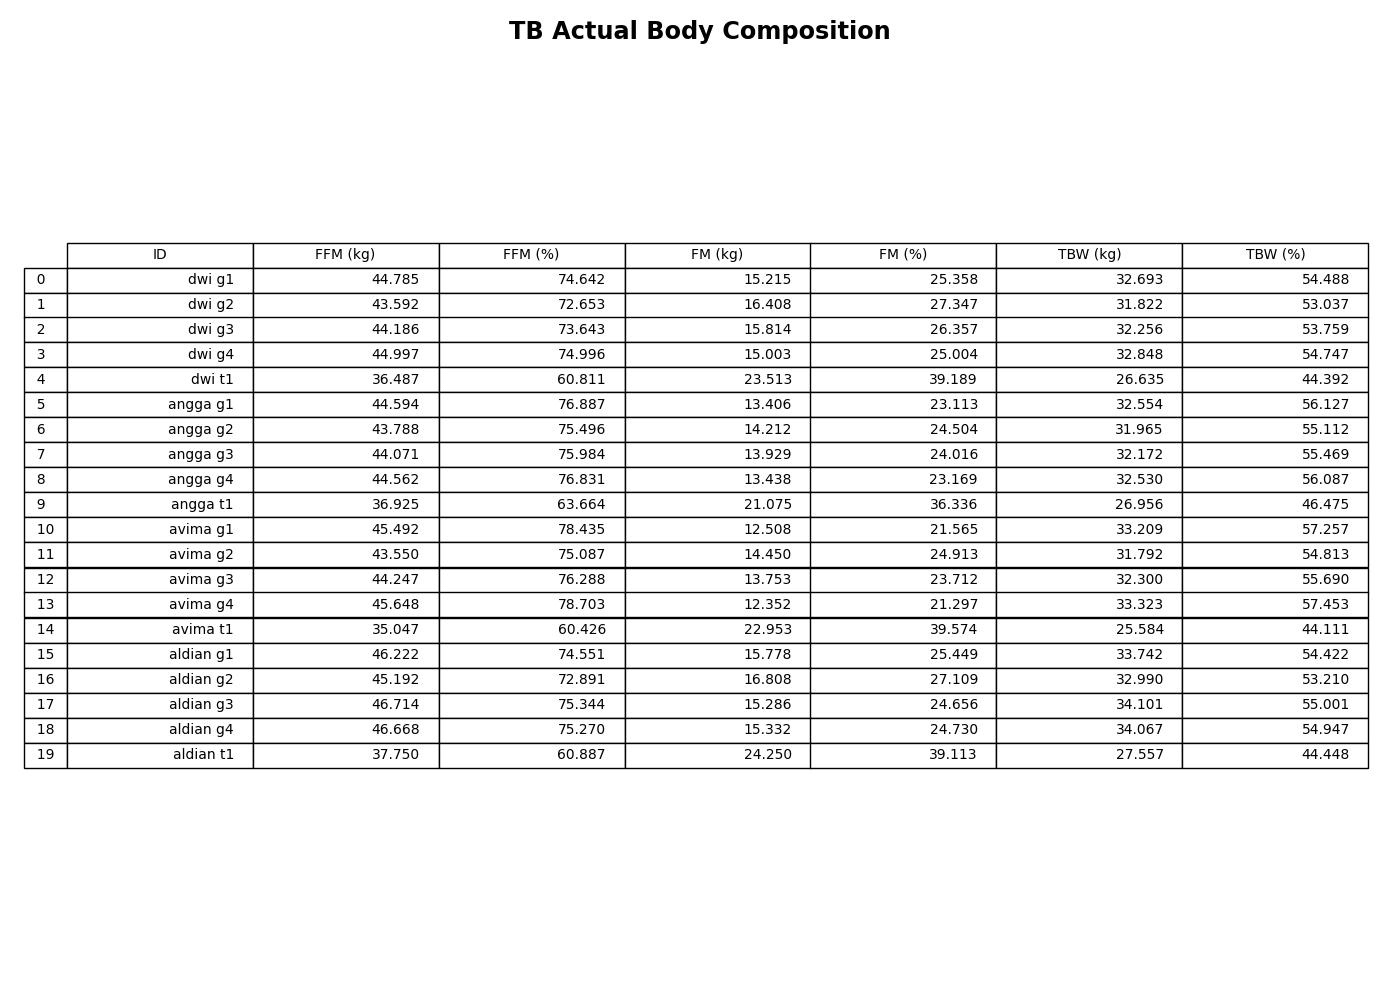 TB Actual Body Composition
ID FFM (kg) FFM (%) FM (kg) FM (%) TBW (kg) TBW (%)
0 dwi g1 44.785 74.642 15.215 25.358 32.693 54.488
1 dwi g2 43.592 72.653 16.408 27.347 31.822 53.037
2 dwi g3 44.186 73.643 15.814 26.357 32.256 53.759
3 dwi g4 44.997 74.996 15.003 25.004 32.848 54.747
4 dwi t1 36.487 60.811 23.513 39.189 26.635 44.392
5 angga g1 44.594 76.887 13.406 23.113 32.554 56.127
6 angga g2 43.788 75.496 14.212 24.504 31.965 55.112
7 angga g3 44.071 75.984 13.929 24.016 32.172 55.469
8 angga g4 44.562 76.831 13.438 23.169 32.530 56.087
9 angga t1 36.925 63.664 21.075 36.336 26.956 46.475
10 avima g1 45.492 78.435 12.508 21.565 33.209 57.257
11 avima g2 43.550 75.087 14.450 24.913 31.792 54.813
12 avima g3 44.247 76.288 13.753 23.712 32.300 55.690
13 avima g4 45.648 78.703 12.352 21.297 33.323 57.453
14 avima t1 35.047 60.426 22.953 39.574 25.584 44.111
15 aldian g1 46.222 74.551 15.778 25.449 33.742 54.422
16 aldian g2 45.192 72.891 16.808 27.109 32.990 53.210
17 aldian g3 46.714 75.344 15.286 24.656 34.101 55.001
18 aldian g4 46.668 75.270 15.332 24.730 34.067 54.947
19 aldian t1 37.750 60.887 24.250 39.113 27.557 44.448